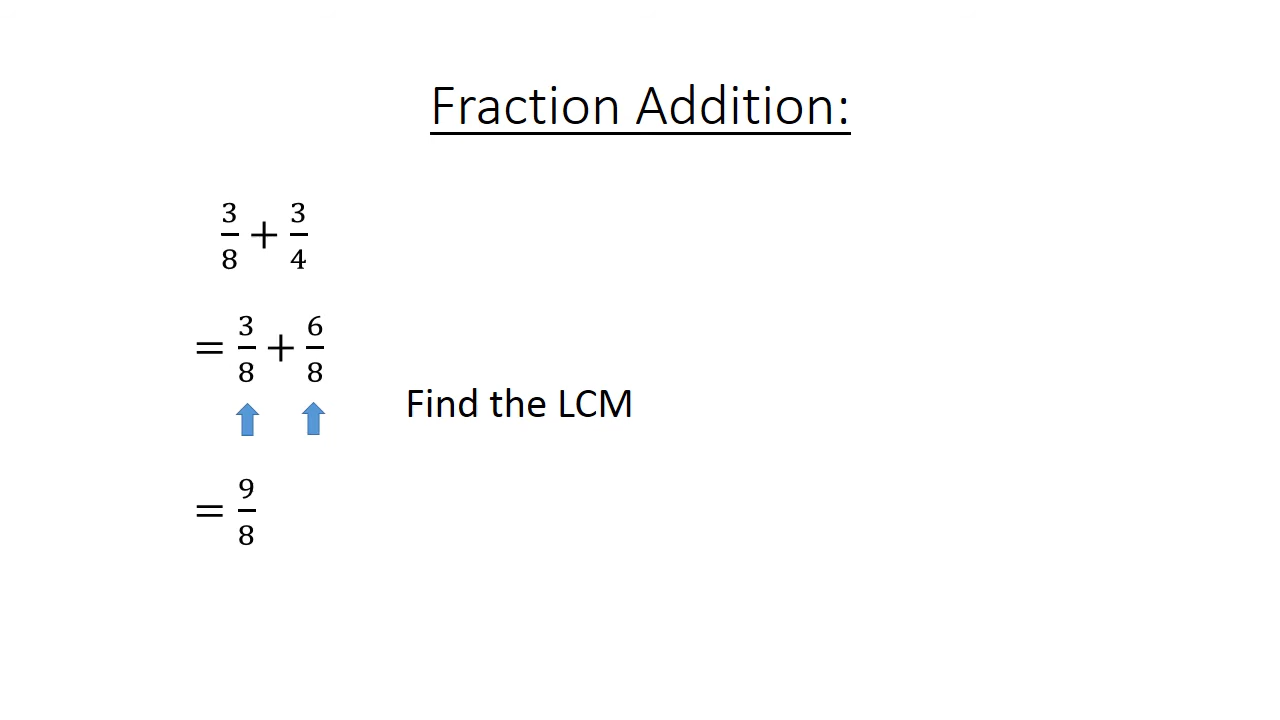 Fraction Addition:
3/8 + 3/4
= 3/8 + 6/8
Find the LCM
= 9/8